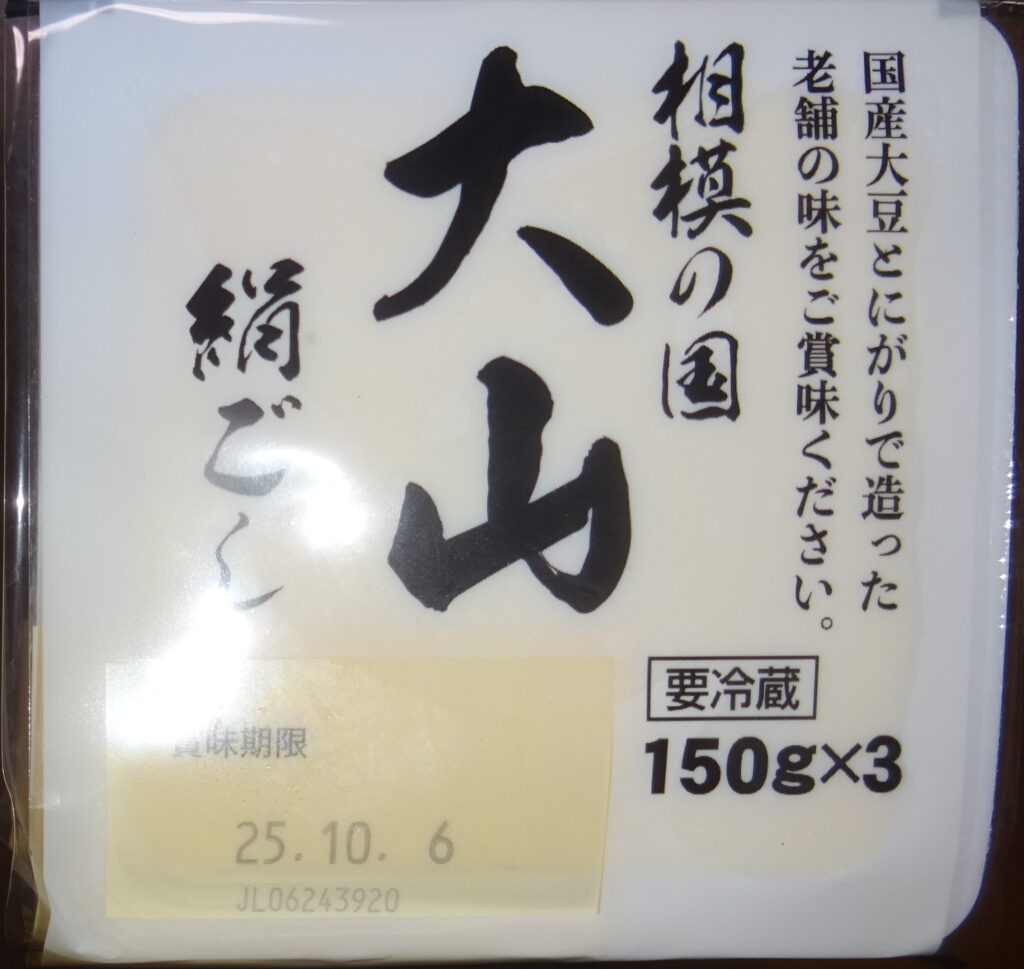 国産大豆とにがりで造った
老舗の味をご賞味ください。
相模の国
大山
絹ごし
要冷蔵
150g×3
賞味期限
25.10. 6
JL06243920